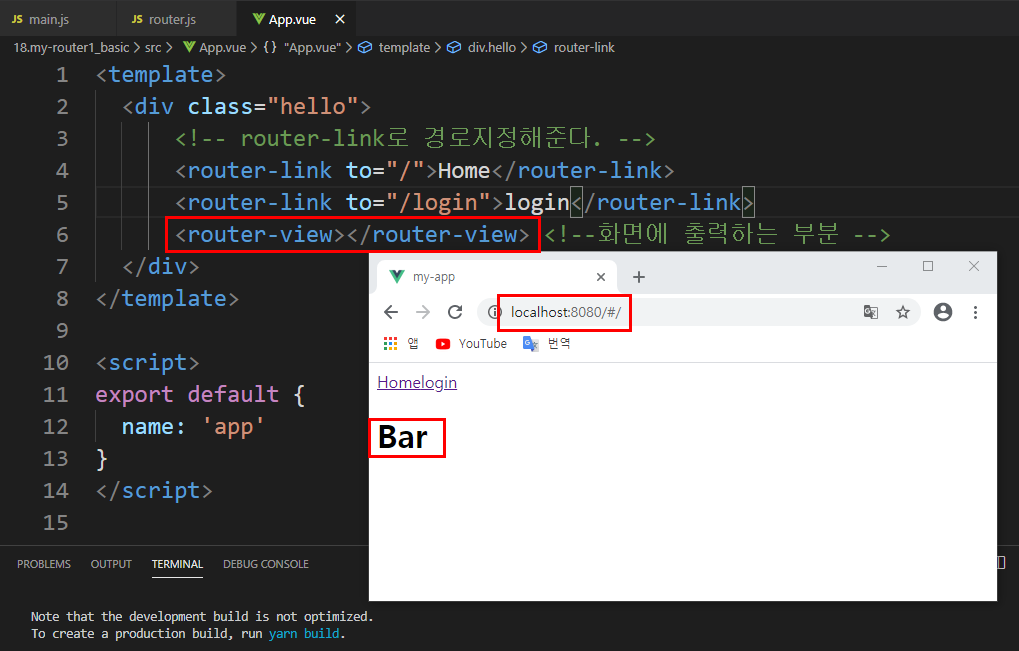 JS main.js JS router.js App.vue ×
18.my-router1_basic > src > App.vue > {} "App.vue" > template > div.hello > router-link
1 <template>
2 <div class="hello">
3 <!-- router-link로 경로지정해준다. -->
4 <router-link to="/">Home</router-link>
5 <router-link to="/login">login</router-link>
6 <router-view></router-view> <!--화면에 출력하는 부분 -->
7 </div>
8 </template>
9
10 <script>
11 export default {
12 name: 'app'
13 }
14 </script>
15
my-app
localhost:8080/#/
앱 YouTube 번역
Homelogin
Bar
PROBLEMS OUTPUT TERMINAL DEBUG CONSOLE
Note that the development build is not optimized.
To create a production build, run yarn build.